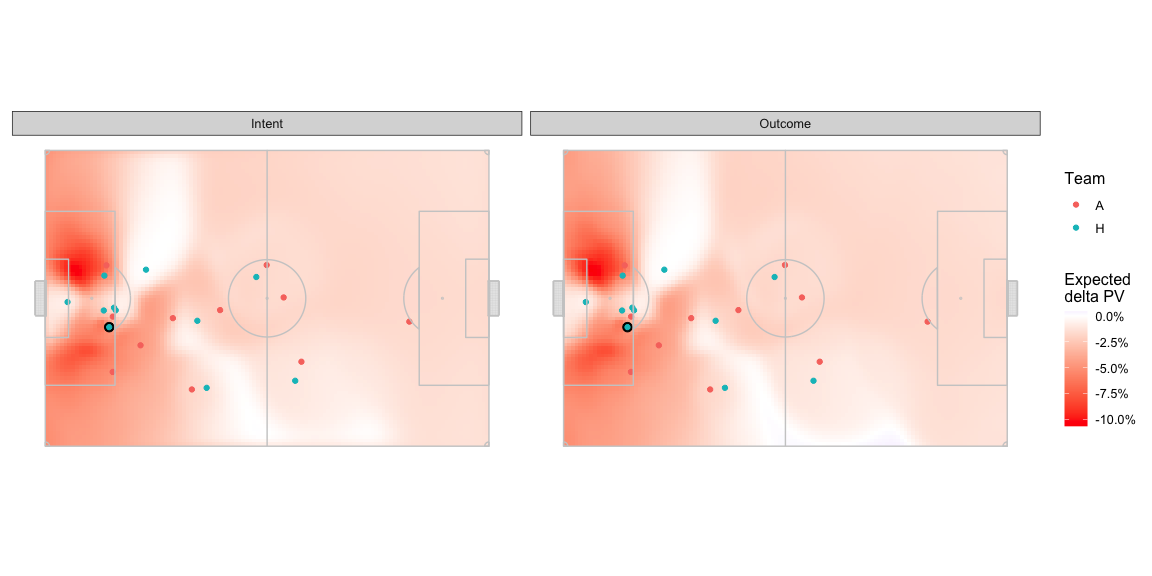 Intent
Outcome
Team
A
H
Expected
delta PV
0.0%
-2.5%
-5.0%
-7.5%
-10.0%